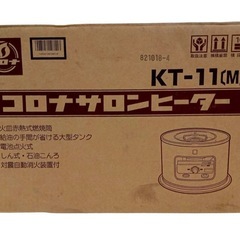 コロナ
821018-4
KT-11(M
コロナサロンヒーター
火皿赤熱式燃焼筒
給油の手間が省ける大型タンク
電池点火式
しん式・石油こんろ
対震自動消火装置付